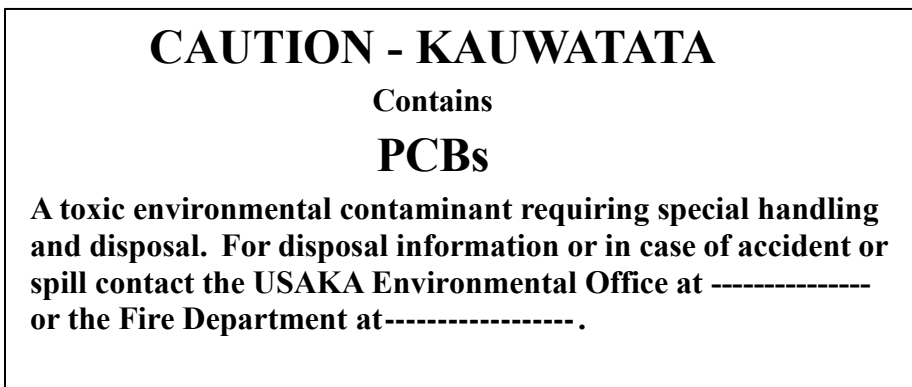 CAUTION - KAUWATATA
Contains
PCBs
A toxic environmental contaminant requiring special handling
and disposal.  For disposal information or in case of accident or
spill contact the USAKA Environmental Office at ---------------
or the Fire Department at------------------.